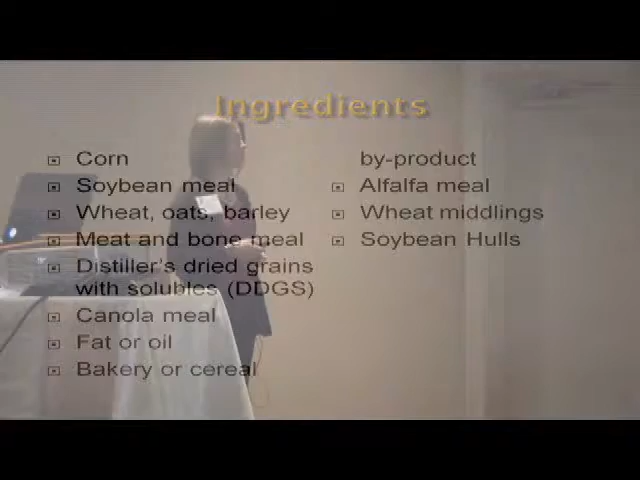 Ingredients
Corn
Soybean meal
Wheat, oats, barley
Meat and bone meal
Distiller's dried grains
with solubles (DDGS)
Canola meal
Fat or oil
Bakery or cereal
by-product
Alfalfa meal
Wheat middlings
Soybean Hulls